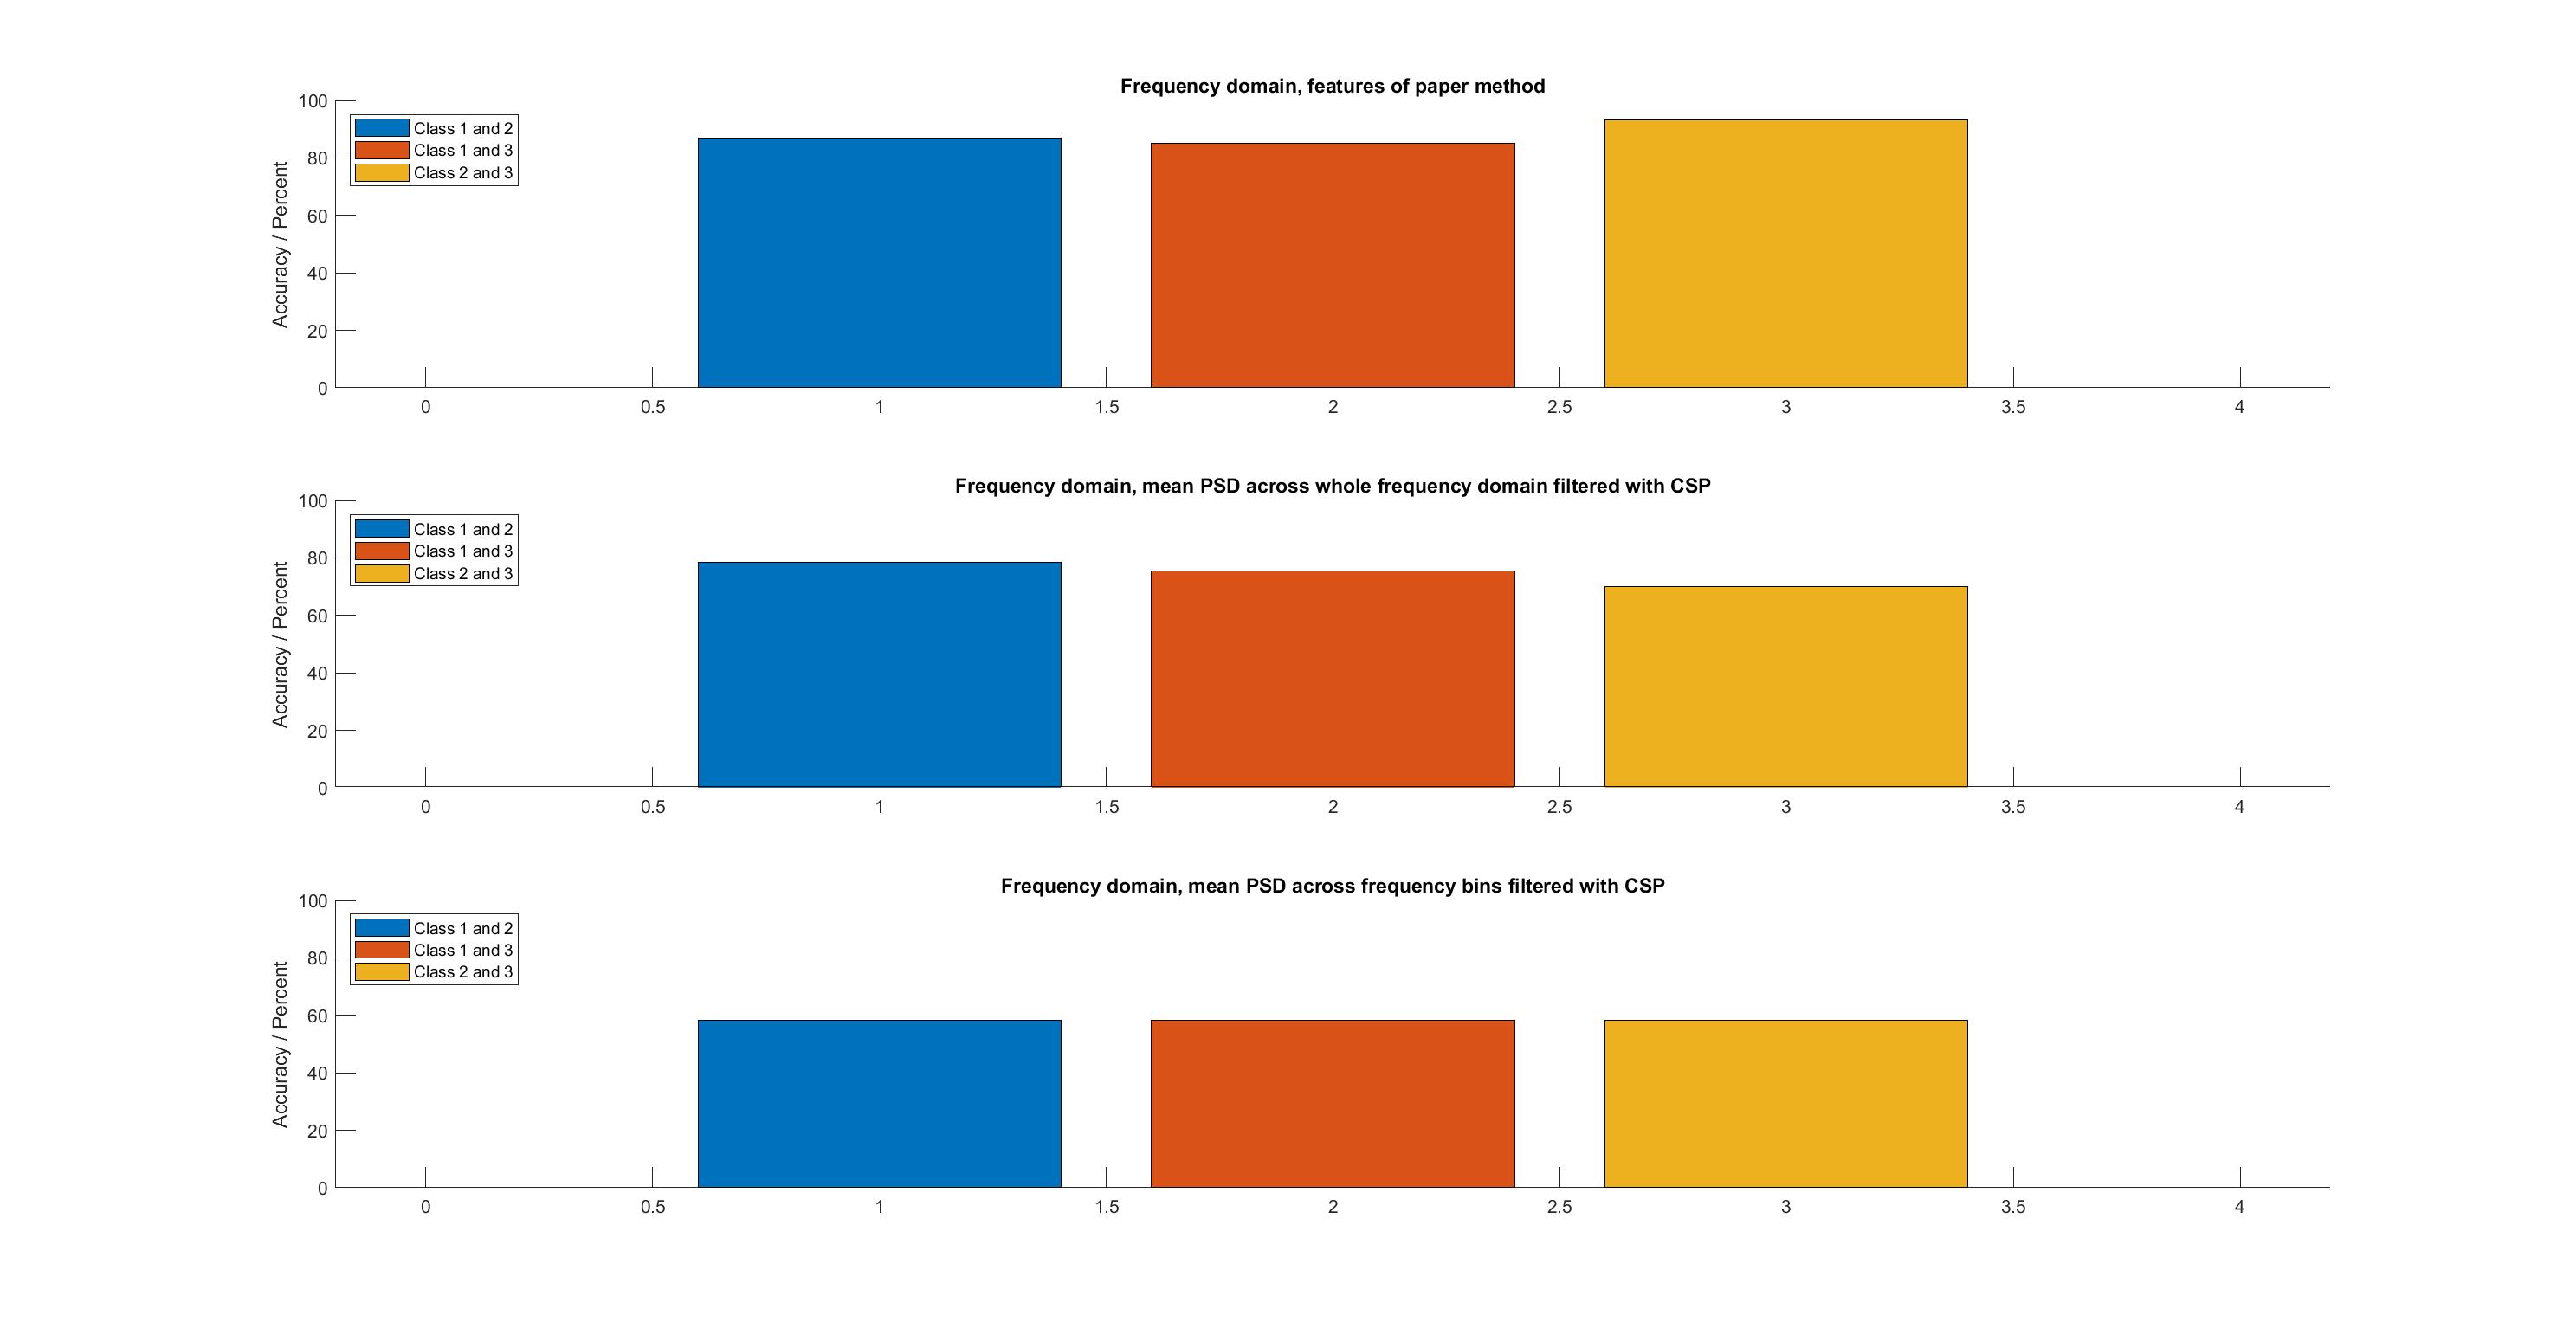 Frequency domain, features of paper method
Accuracy / Percent
100
80
60
40
20
0
Class 1 and 2
Class 1 and 3
Class 2 and 3
0 0.5 1 1.5 2 2.5 3 3.5 4
Frequency domain, mean PSD across whole frequency domain filtered with CSP
Accuracy / Percent
100
80
60
40
20
0
Class 1 and 2
Class 1 and 3
Class 2 and 3
0 0.5 1 1.5 2 2.5 3 3.5 4
Frequency domain, mean PSD across frequency bins filtered with CSP
Accuracy / Percent
100
80
60
40
20
0
Class 1 and 2
Class 1 and 3
Class 2 and 3
0 0.5 1 1.5 2 2.5 3 3.5 4